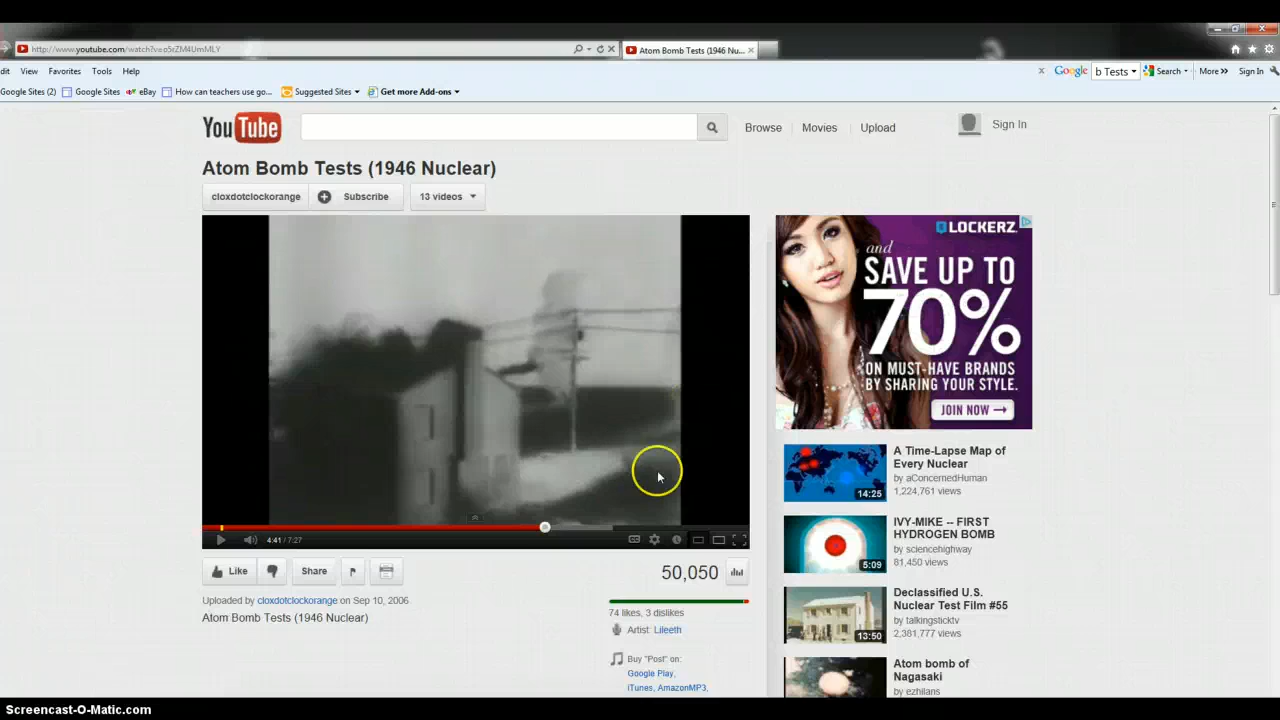 http://www.youtube.com/watch?v=o5rZM4UmMLY
Atom Bomb Tests (1946 Nu...
dit View Favorites Tools Help
Google b Tests Search More >> Sign In
Google Sites (2) Google Sites eBay How can teachers use go... Suggested Sites Get more Add-ons
YouTube Browse Movies Upload Sign In
Atom Bomb Tests (1946 Nuclear)
cloxdotclockorange Subscribe 13 videos
LOCKERZ
and
SAVE UP TO
70%
ON MUST-HAVE BRANDS
BY SHARING YOUR STYLE.
JOIN NOW →
A Time-Lapse Map of
Every Nuclear
by aConcernedHuman
1,224,761 views
14:25
IVY-MIKE -- FIRST
HYDROGEN BOMB
by sciencehighway
81,450 views
5:09
Declassified U.S.
Nuclear Test Film #55
by talkingsticktv
2,381,777 views
13:50
Atom bomb of
Nagasaki
by ezhilans
4:41 / 7:27
Like Share 50,050
Uploaded by cloxdotclockorange on Sep 10, 2006
Atom Bomb Tests (1946 Nuclear)
74 likes, 3 dislikes
Artist: Lileeth
Buy "Post" on:
Google Play,
iTunes, AmazonMP3,
Screencast-O-Matic.com